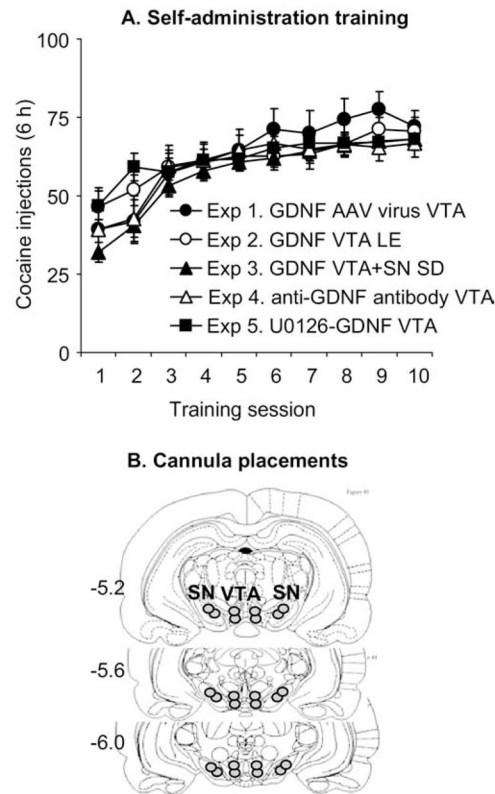 A. Self-administration training
Cocaine injections (6 h)
100
75
50
25
0
Exp 1. GDNF AAV virus VTA
Exp 2. GDNF VTA LE
Exp 3. GDNF VTA+SN SD
Exp 4. anti-GDNF antibody VTA
Exp 5. U0126-GDNF VTA
1 2 3 4 5 6 7 8 9 10
Training session
B. Cannula placements
Figure 40
-5.2
SN VTA SN
-5.6
-6.0